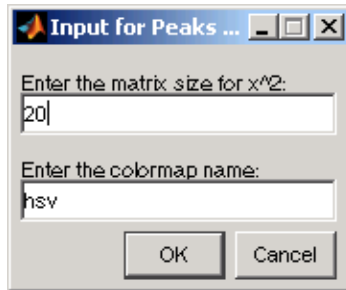 Input for Peaks ...
Enter the matrix size for x^2:
20
Enter the colormap name:
hsv
OK Cancel